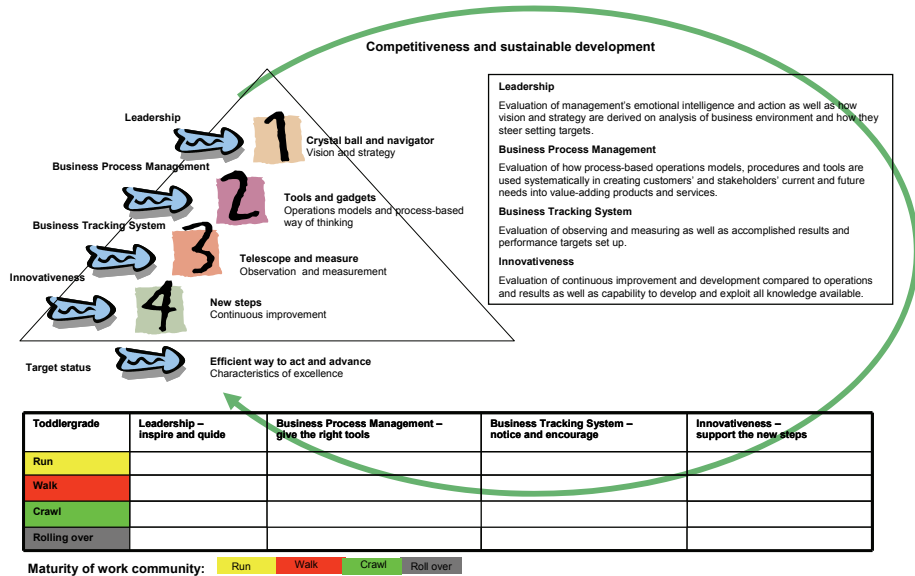 Competitiveness and sustainable development
Leadership
1
Crystal ball and navigator
Vision and strategy
Business Process Management
2
Tools and gadgets
Operations models and process-based
way of thinking
Business Tracking System
3
Telescope and measure
Observation and measurement
Innovativeness
4
New steps
Continuous improvement
Target status
Efficient way to act and advance
Characteristics of excellence
Leadership
Evaluation of management's emotional intelligence and action as well as how
vision and strategy are derived on analysis of business environment and how they
steer setting targets.
Business Process Management
Evaluation of how process-based operations models, procedures and tools are
used systematically in creating customers' and stakeholders' current and future
needs into value-adding products and services.
Business Tracking System
Evaluation of observing and measuring as well as accomplished results and
performance targets set up.
Innovativeness
Evaluation of continuous improvement and development compared to operations
and results as well as capability to develop and exploit all knowledge available.
Toddlergrade
Leadership –
inspire and quide
Business Process Management –
give the right tools
Business Tracking System –
notice and encourage
Innovativeness –
support the new steps
Run
Walk
Crawl
Rolling over
Maturity of work community: Run Walk Crawl Roll over